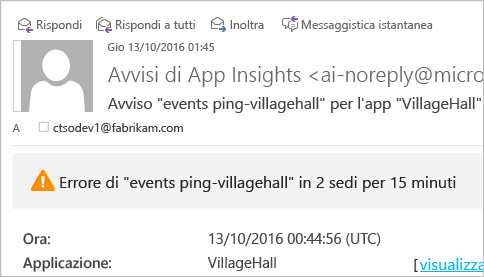 Rispondi Rispondi a tutti Inoltra Messaggistica istantanea
Gio 13/10/2016 01:45
Avvisi di App Insights <ai-noreply@micro
Avviso "events ping-villagehall" per l'app "VillageHall"
A ctsodev1@fabrikam.com
Errore di "events ping-villagehall" in 2 sedi per 15 minuti
Ora: 13/10/2016 00:44:56 (UTC)
Applicazione: VillageHall [visualizza